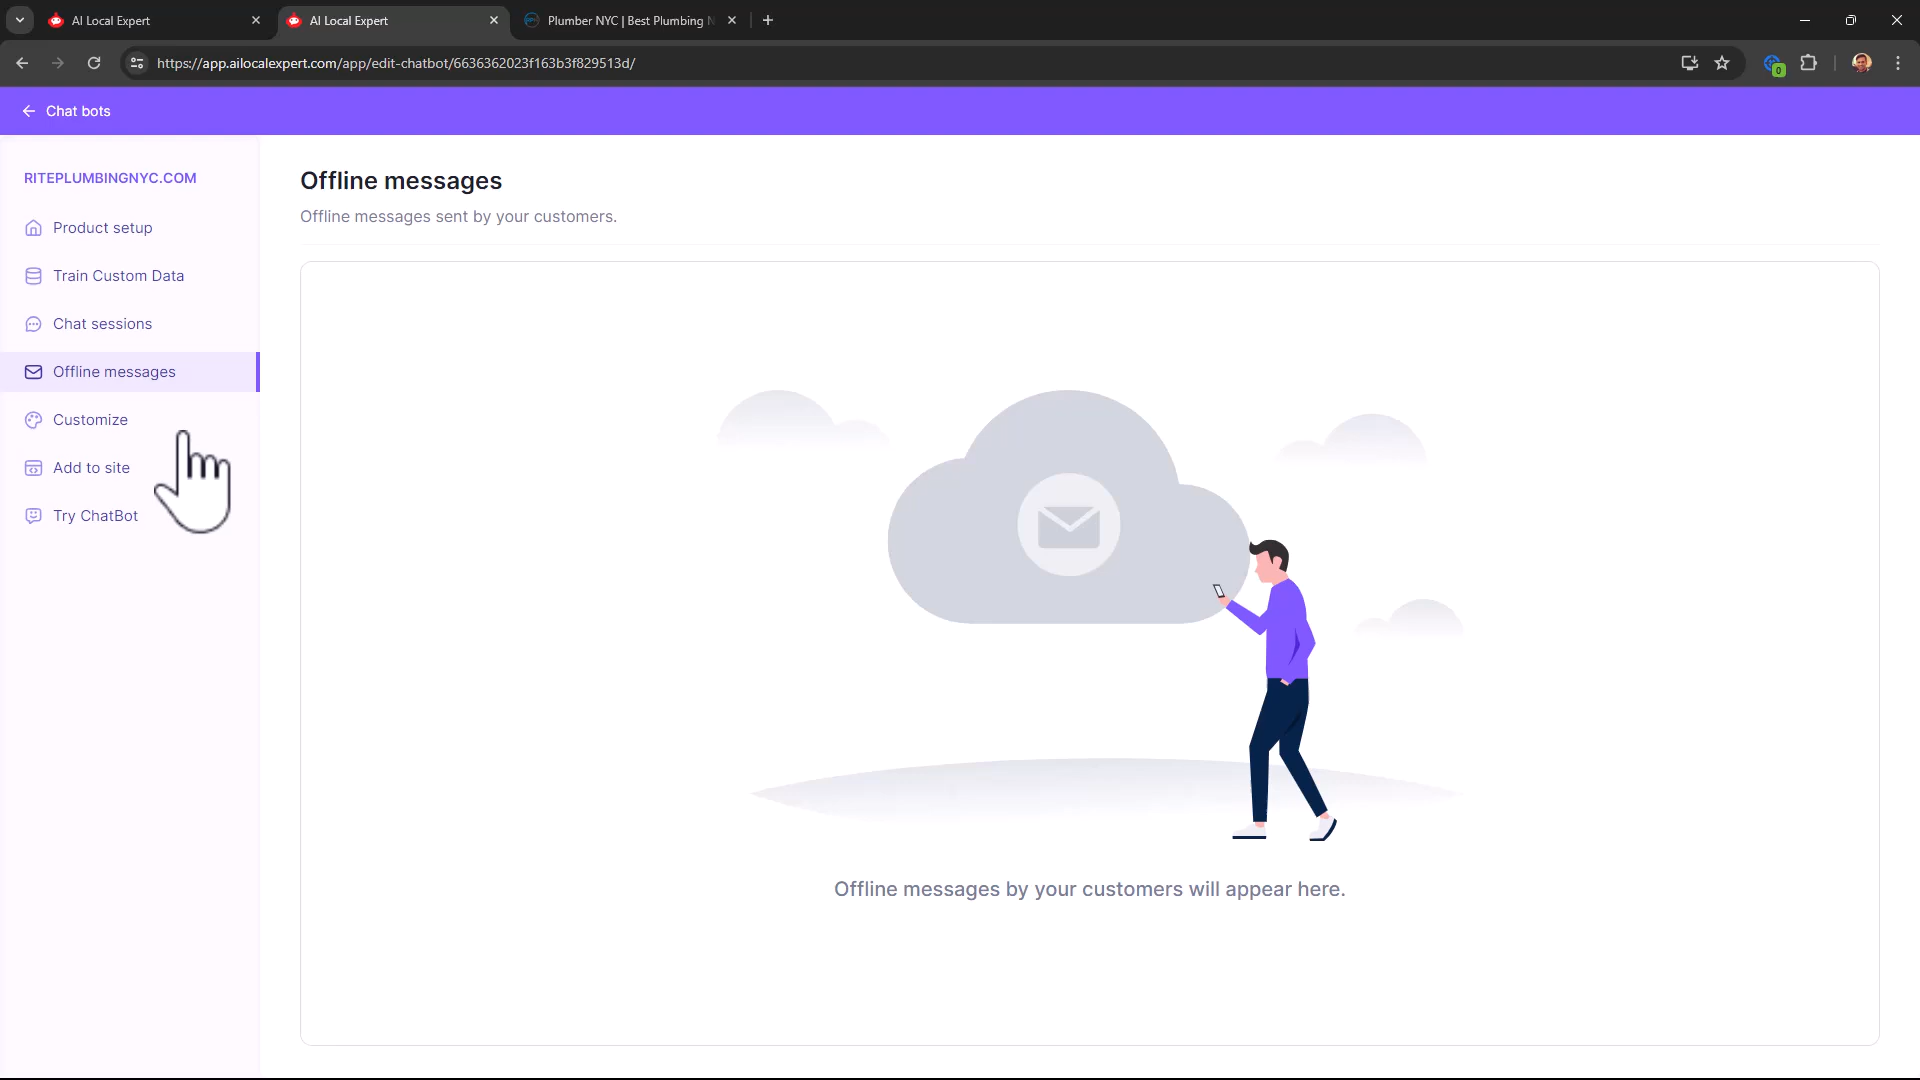 AI Local Expert
AI Local Expert
Plumber NYC | Best Plumbing
https://app.ailocalexpert.com/app/edit-chatbot/6636362023f163b3f829513d/
0
Chat bots
RITEPLUMBINGNYC.COM
Product setup
Train Custom Data
Chat sessions
Offline messages
Customize
Add to site
Try ChatBot
Offline messages
Offline messages sent by your customers.
Offline messages by your customers will appear here.